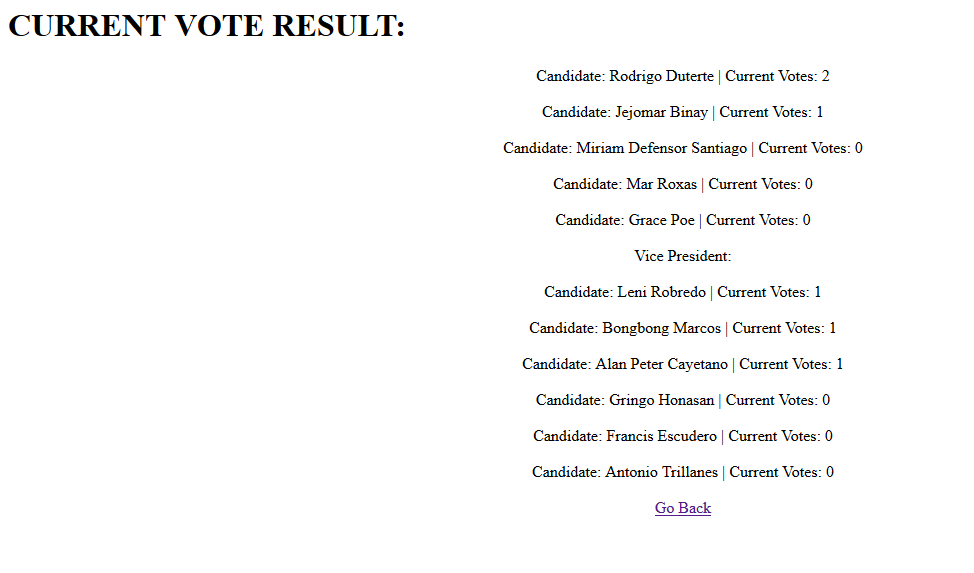 CURRENT VOTE RESULT:
Candidate: Rodrigo Duterte | Current Votes: 2
Candidate: Jejomar Binay | Current Votes: 1
Candidate: Miriam Defensor Santiago | Current Votes: 0
Candidate: Mar Roxas | Current Votes: 0
Candidate: Grace Poe | Current Votes: 0
Vice President:
Candidate: Leni Robredo | Current Votes: 1
Candidate: Bongbong Marcos | Current Votes: 1
Candidate: Alan Peter Cayetano | Current Votes: 1
Candidate: Gringo Honasan | Current Votes: 0
Candidate: Francis Escudero | Current Votes: 0
Candidate: Antonio Trillanes | Current Votes: 0
Go Back